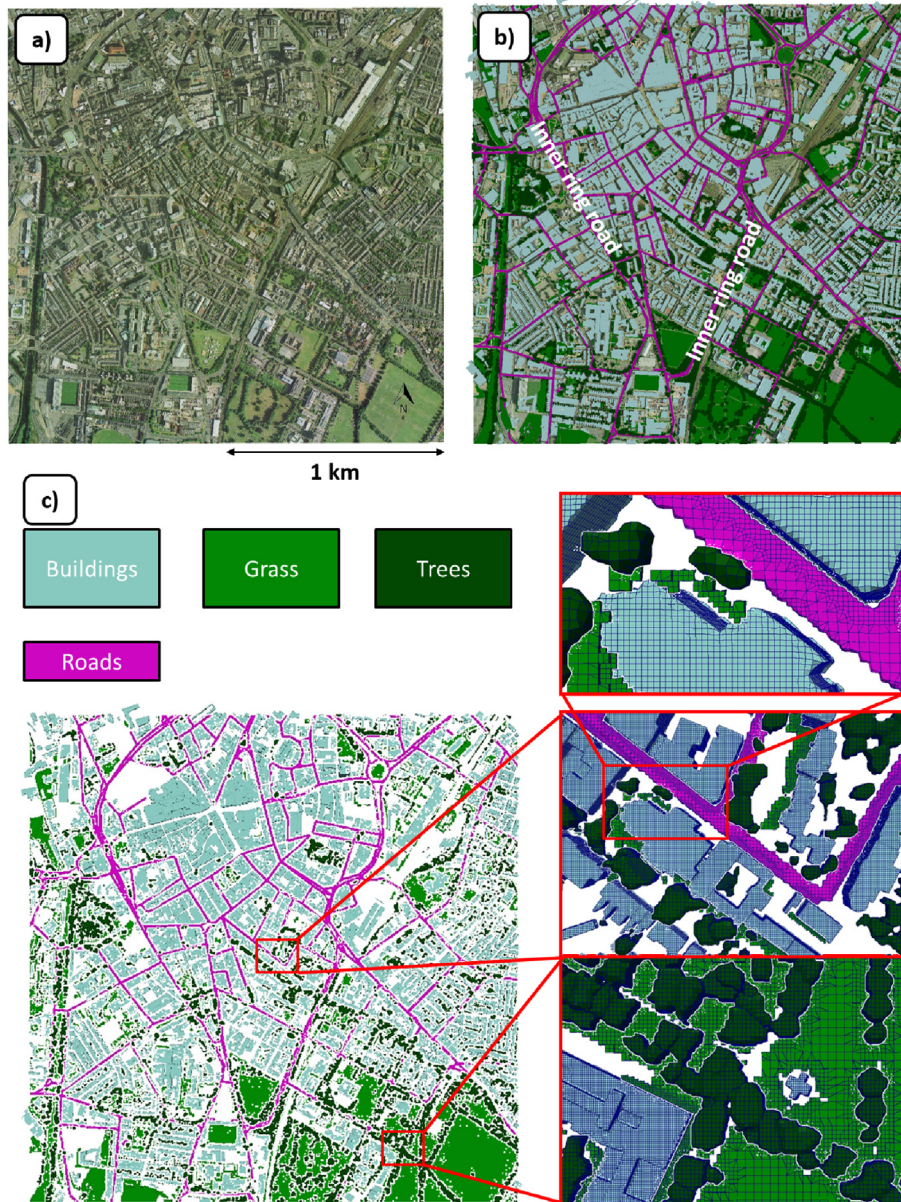 a)
b)
Inner ring road
Inner ring road
N
1 km
c)
Buildings
Grass
Trees
Roads